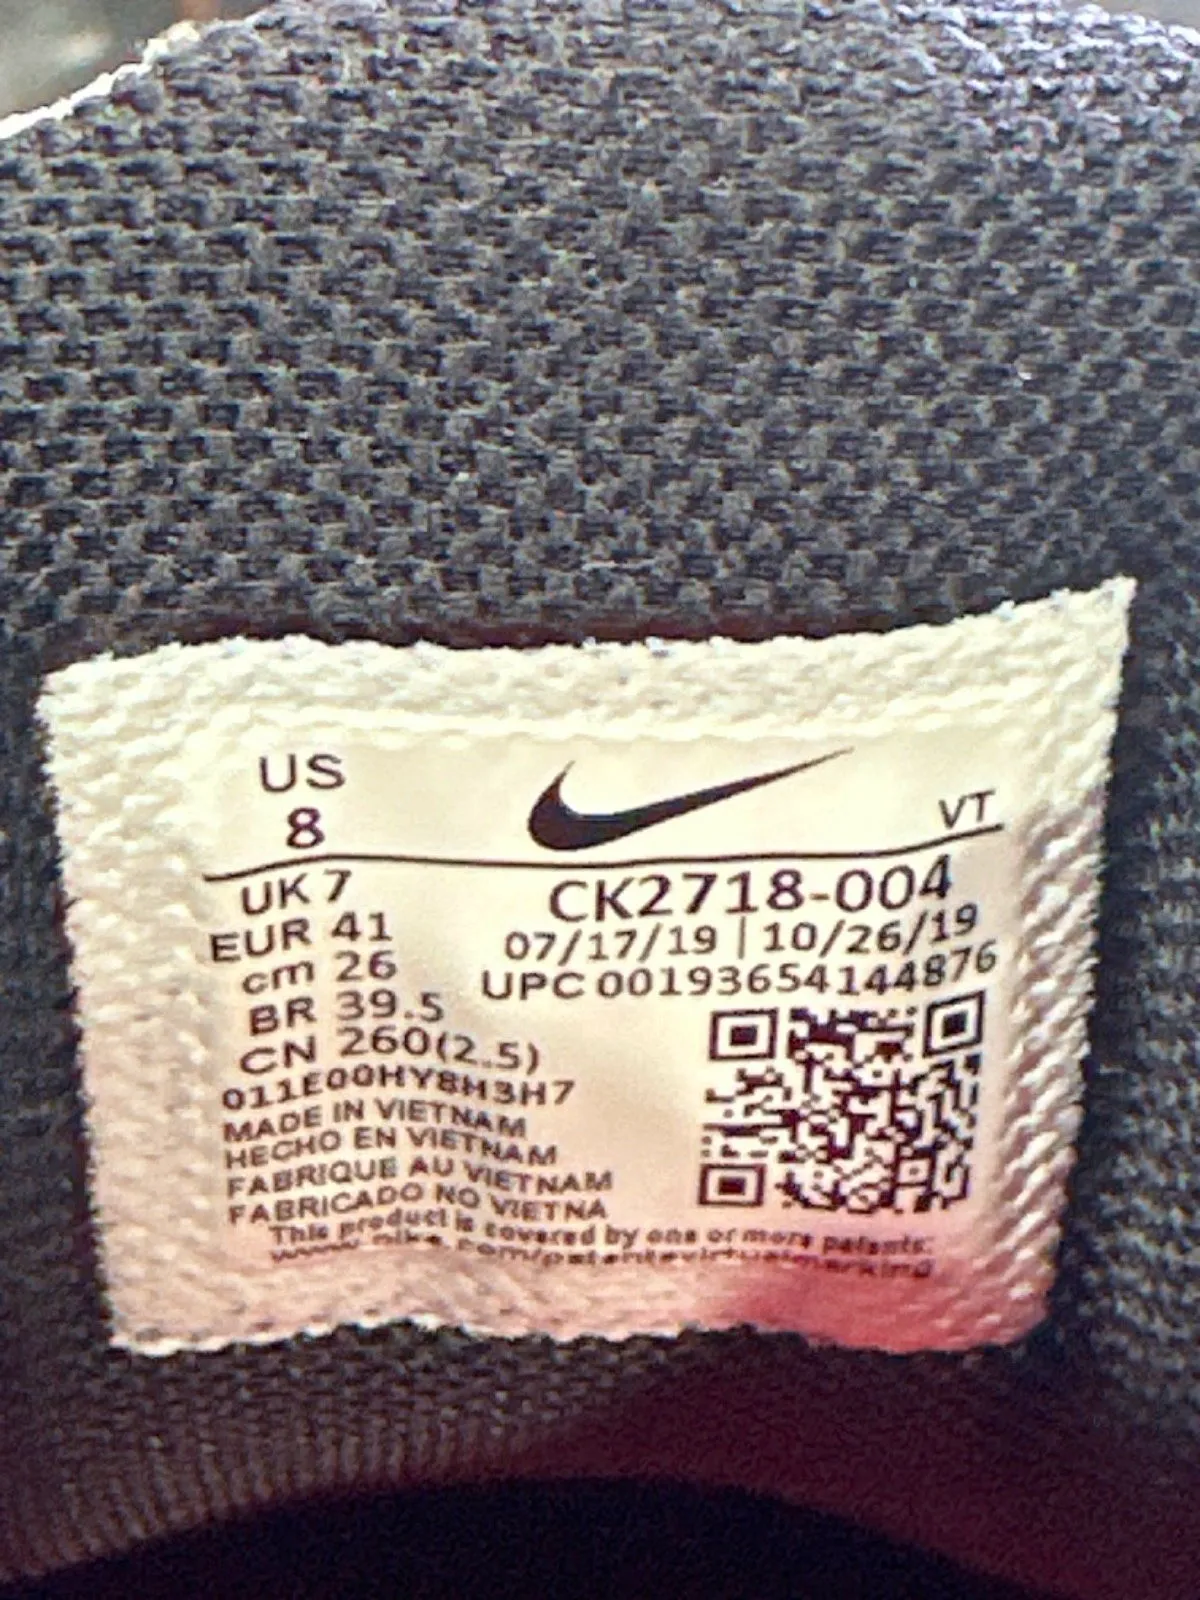 US
8
VT
UK 7
EUR 41
cm 26
BR 39.5
CN 260(2.5)
CK2718-004
07/17/19 | 10/26/19
UPC 00193654144876
011E00HY8H3H7
MADE IN VIETNAM
HECHO EN VIETNAM
FABRIQUE AU VIETNAM
FABRICADO NO VIETNA
This product is covered by one or more patents:
www.nike.com/patentsvirtualmarking